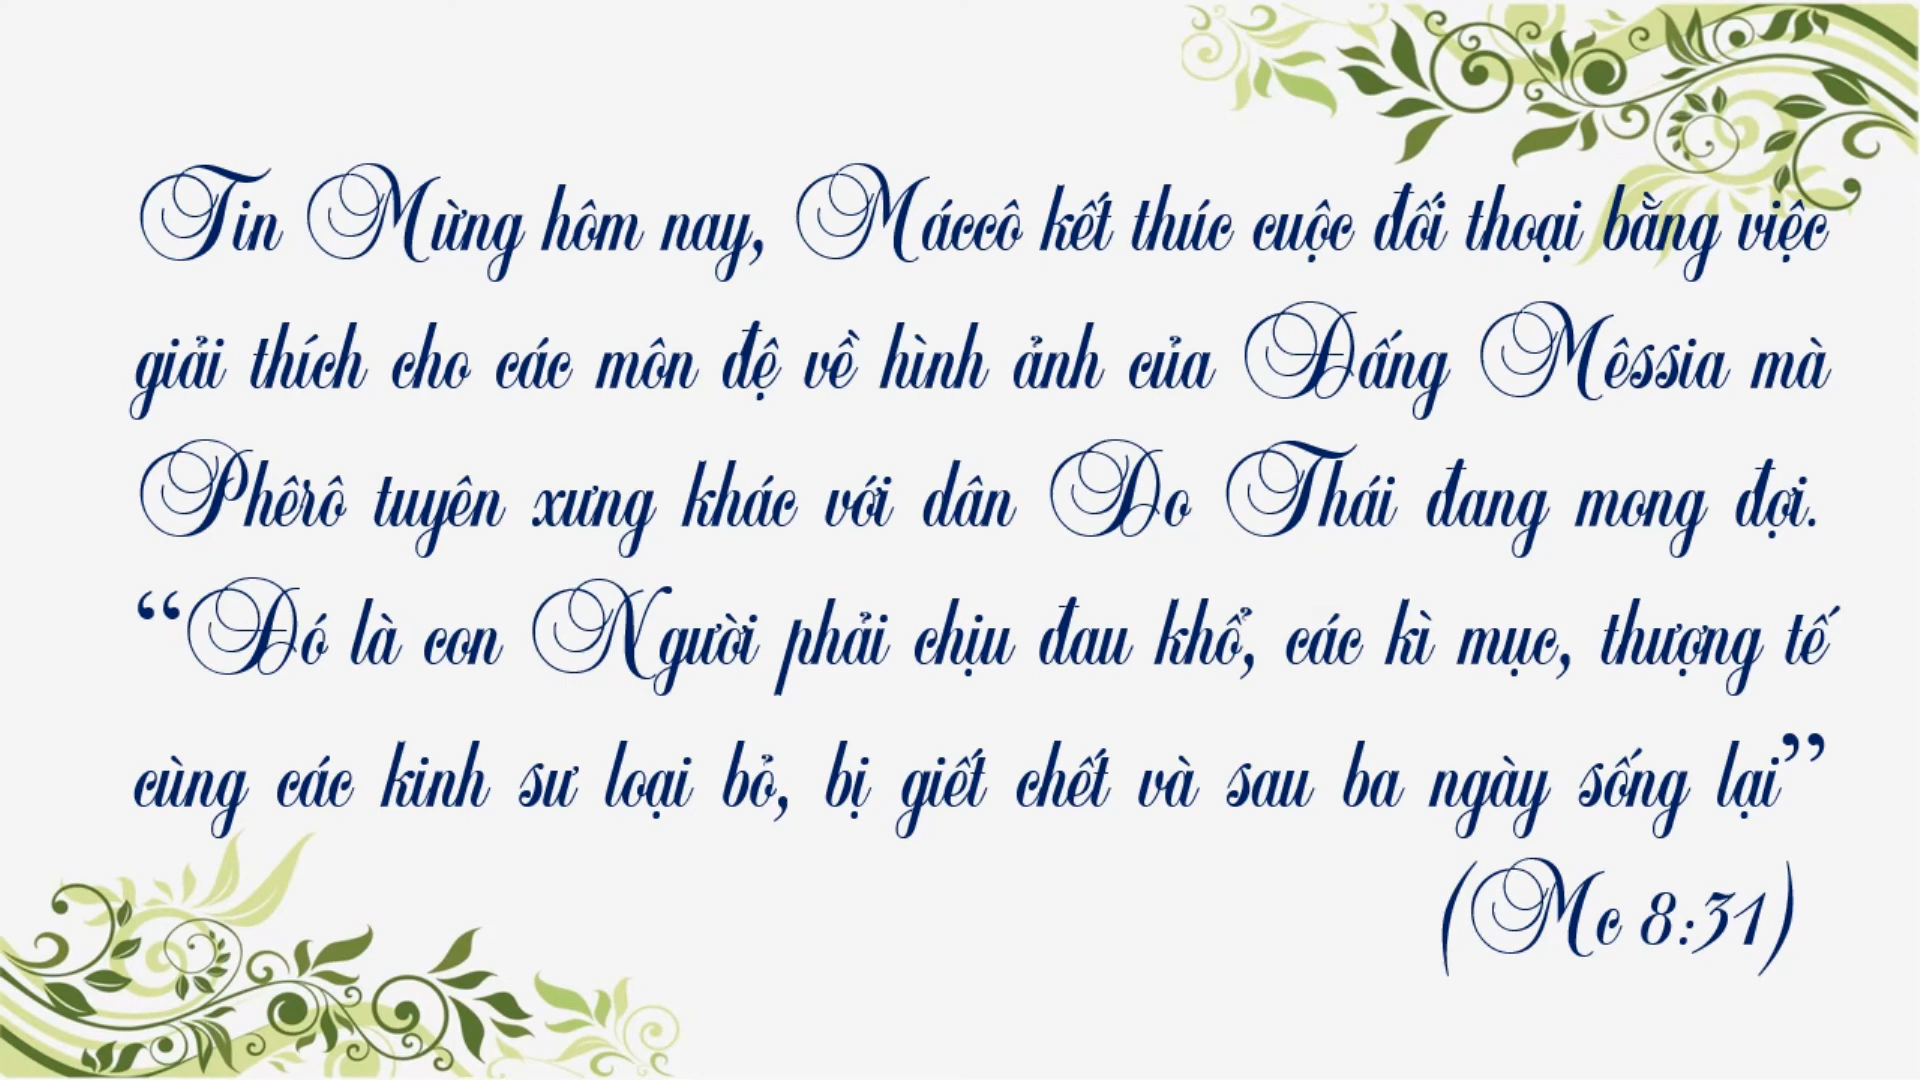 Tin Mừng hôm nay, Máccô kết thúc cuộc đối thoại bằng việc
giải thích cho các môn đệ về hình ảnh của Đấng Mêssia mà
Phêrô tuyên xưng khác với dân Do Thái đang mong đợi.
“Đó là con Người phải chịu đau khổ, các kì mục, thượng tế
cùng các kinh sư loại bỏ, bị giết chết và sau ba ngày sống lại”
(Mc 8:31)